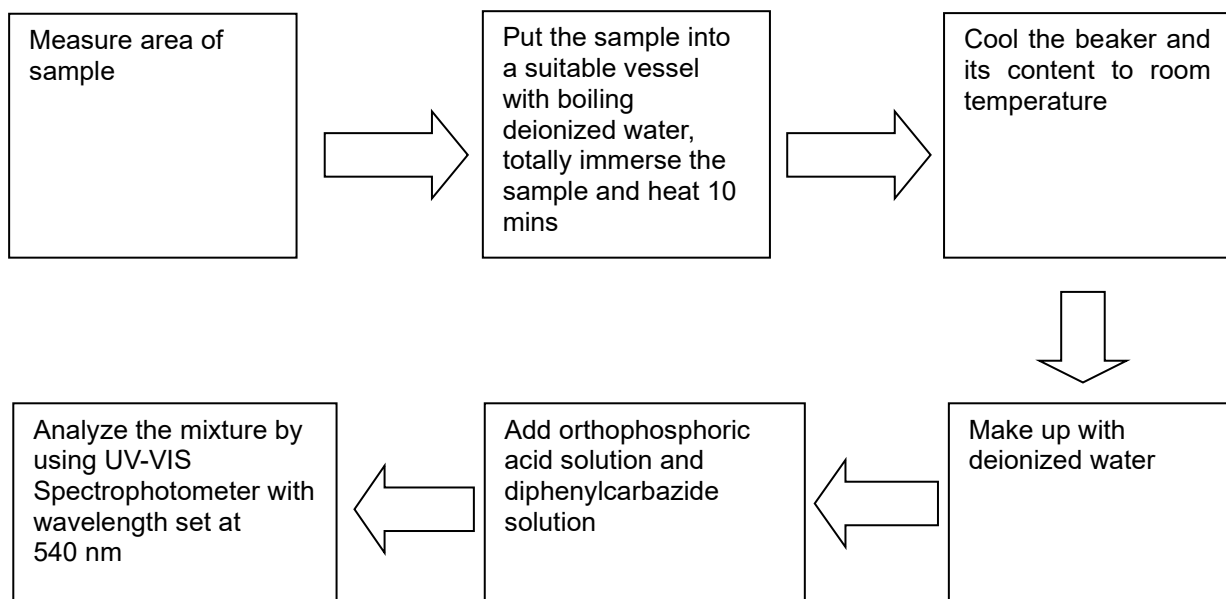 Measure area of
sample
Put the sample into
a suitable vessel
with boiling
deionized water,
totally immerse the
sample and heat 10
mins
Cool the beaker and
its content to room
temperature
Make up with
deionized water
Add orthophosphoric
acid solution and
diphenylcarbazide
solution
Analyze the mixture by
using UV-VIS
Spectrophotometer with
wavelength set at
540 nm